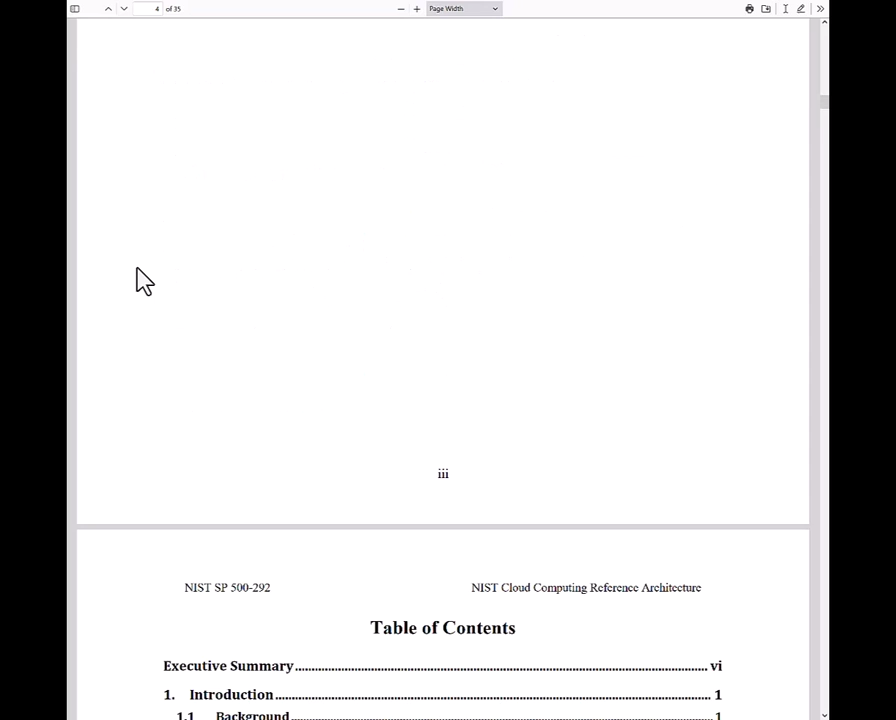 4 of 35 Page Width
iii
NIST SP 500-292 NIST Cloud Computing Reference Architecture
Table of Contents
Executive Summary........................................................................................................... vi
1. Introduction................................................................................................................ 1
1.1 Background............................................................................................................ 1